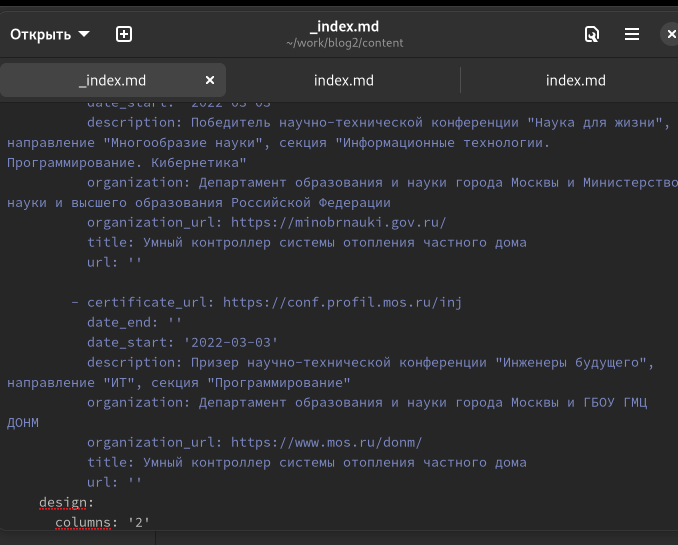 Открыть
_index.md
~/work/blog2/content
_index.md
index.md
index.md
date_start: '2022-03-03'
description: Победитель научно-технической конференции "Наука для жизни",
направление "Многообразие науки", секция "Информационные технологии.
Программирование. Кибернетика"
organization: Департамент образования и науки города Москвы и Министерство
науки и высшего образования Российской Федерации
organization_url: https://minobrnauki.gov.ru/
title: Умный контроллер системы отопления частного дома
url: ''
- certificate_url: https://conf.profil.mos.ru/inj
date_end: ''
date_start: '2022-03-03'
description: Призер научно-технической конференции "Инженеры будущего",
направление "ИТ", секция "Программирование"
organization: Департамент образования и науки города Москвы и ГБОУ ГМЦ
ДОНМ
organization_url: https://www.mos.ru/donm/
title: Умный контроллер системы отопления частного дома
url: ''
design:
columns: '2'